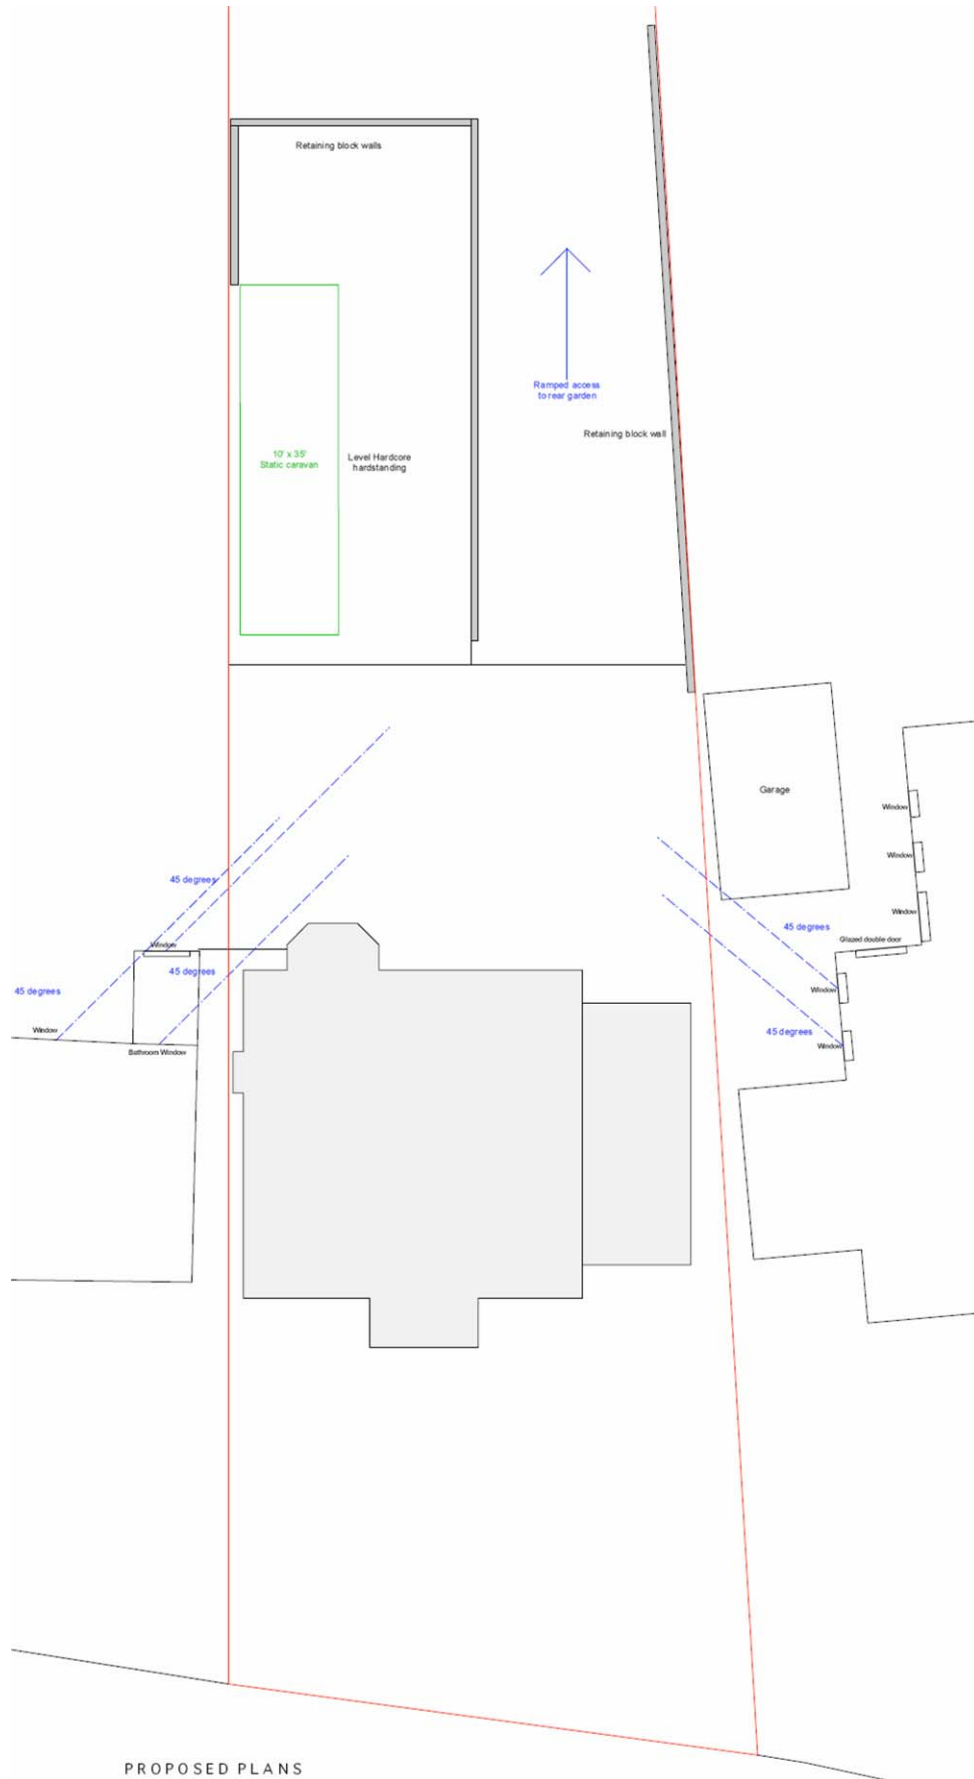 Retaining block walls
Ramped access
to rear garden
Retaining block wall
10' x 35'
Static caravan
Level Hardcore
hardstanding
Garage
Window
Window
45 degrees
Window
45 degrees
Glazed double door
Window
45 degrees
45 degrees
Window
Window
45 degrees
Window
Bathroom Window
PROPOSED PLANS